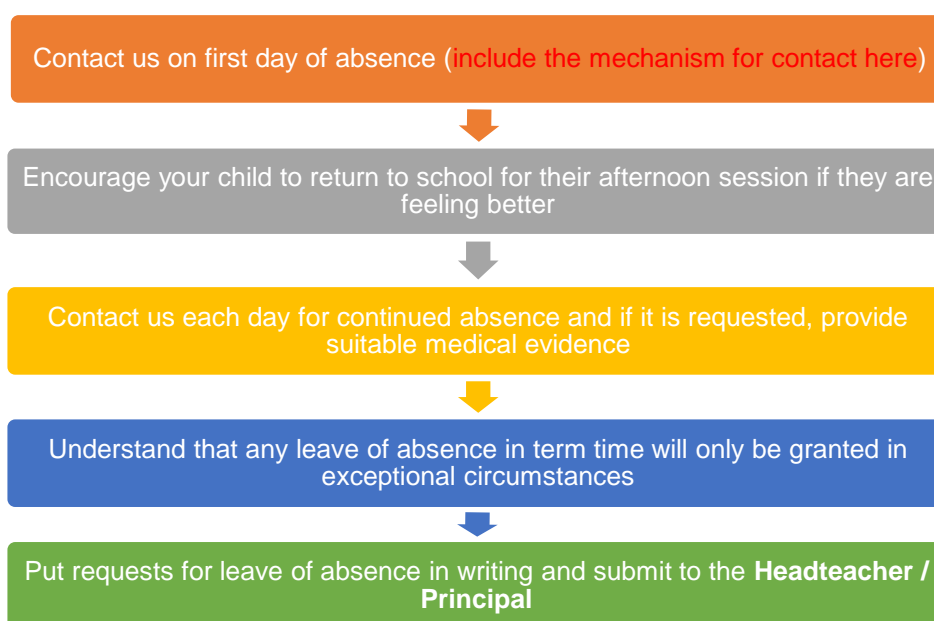 Contact us on first day of absence (include the mechanism for contact here)
Encourage your child to return to school for their afternoon session if they are
feeling better
Contact us each day for continued absence and if it is requested, provide
suitable medical evidence
Understand that any leave of absence in term time will only be granted in
exceptional circumstances
Put requests for leave of absence in writing and submit to the Headteacher /
Principal